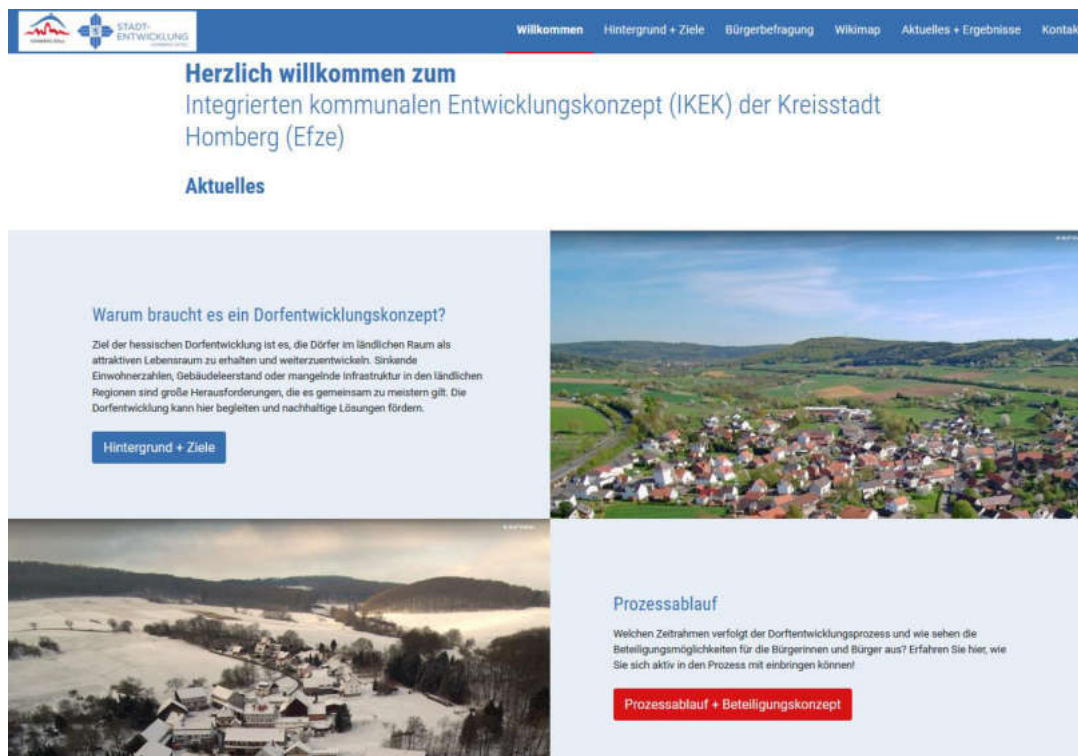 STADT-
ENTWICKLUNG
Willkommen Hintergrund + Ziele Bürgerbefragung Wikimap Aktuelles + Ergebnisse Kontak
Herzlich willkommen zum
Integrierten kommunalen Entwicklungskonzept (IKEK) der Kreisstadt
Homberg (Efze)
Aktuelles
Warum braucht es ein Dorfentwicklungskonzept?
Ziel der hessischen Dorfentwicklung ist es, die Dörfer im ländlichen Raum als
attraktiven Lebensraum zu erhalten und weiterzuentwickeln. Sinkende
Einwohnerzahlen, Gebäudeleerstand oder mangelnde Infrastruktur in den ländlichen
Regionen sind große Herausforderungen, die es gemeinsam zu meistern gilt. Die
Dorfentwicklung kann hier begleiten und nachhaltige Lösungen fördern.
Hintergrund + Ziele
Prozessablauf
Welchen Zeitrahmen verfolgt der Dorftentwicklungsprozess und wie sehen die
Beteiligungsmöglichkeiten für die Bürgerinnen und Bürger aus? Erfahren Sie hier, wie
Sie sich aktiv in den Prozess mit einbringen können!
Prozessablauf + Beteiligungskonzept